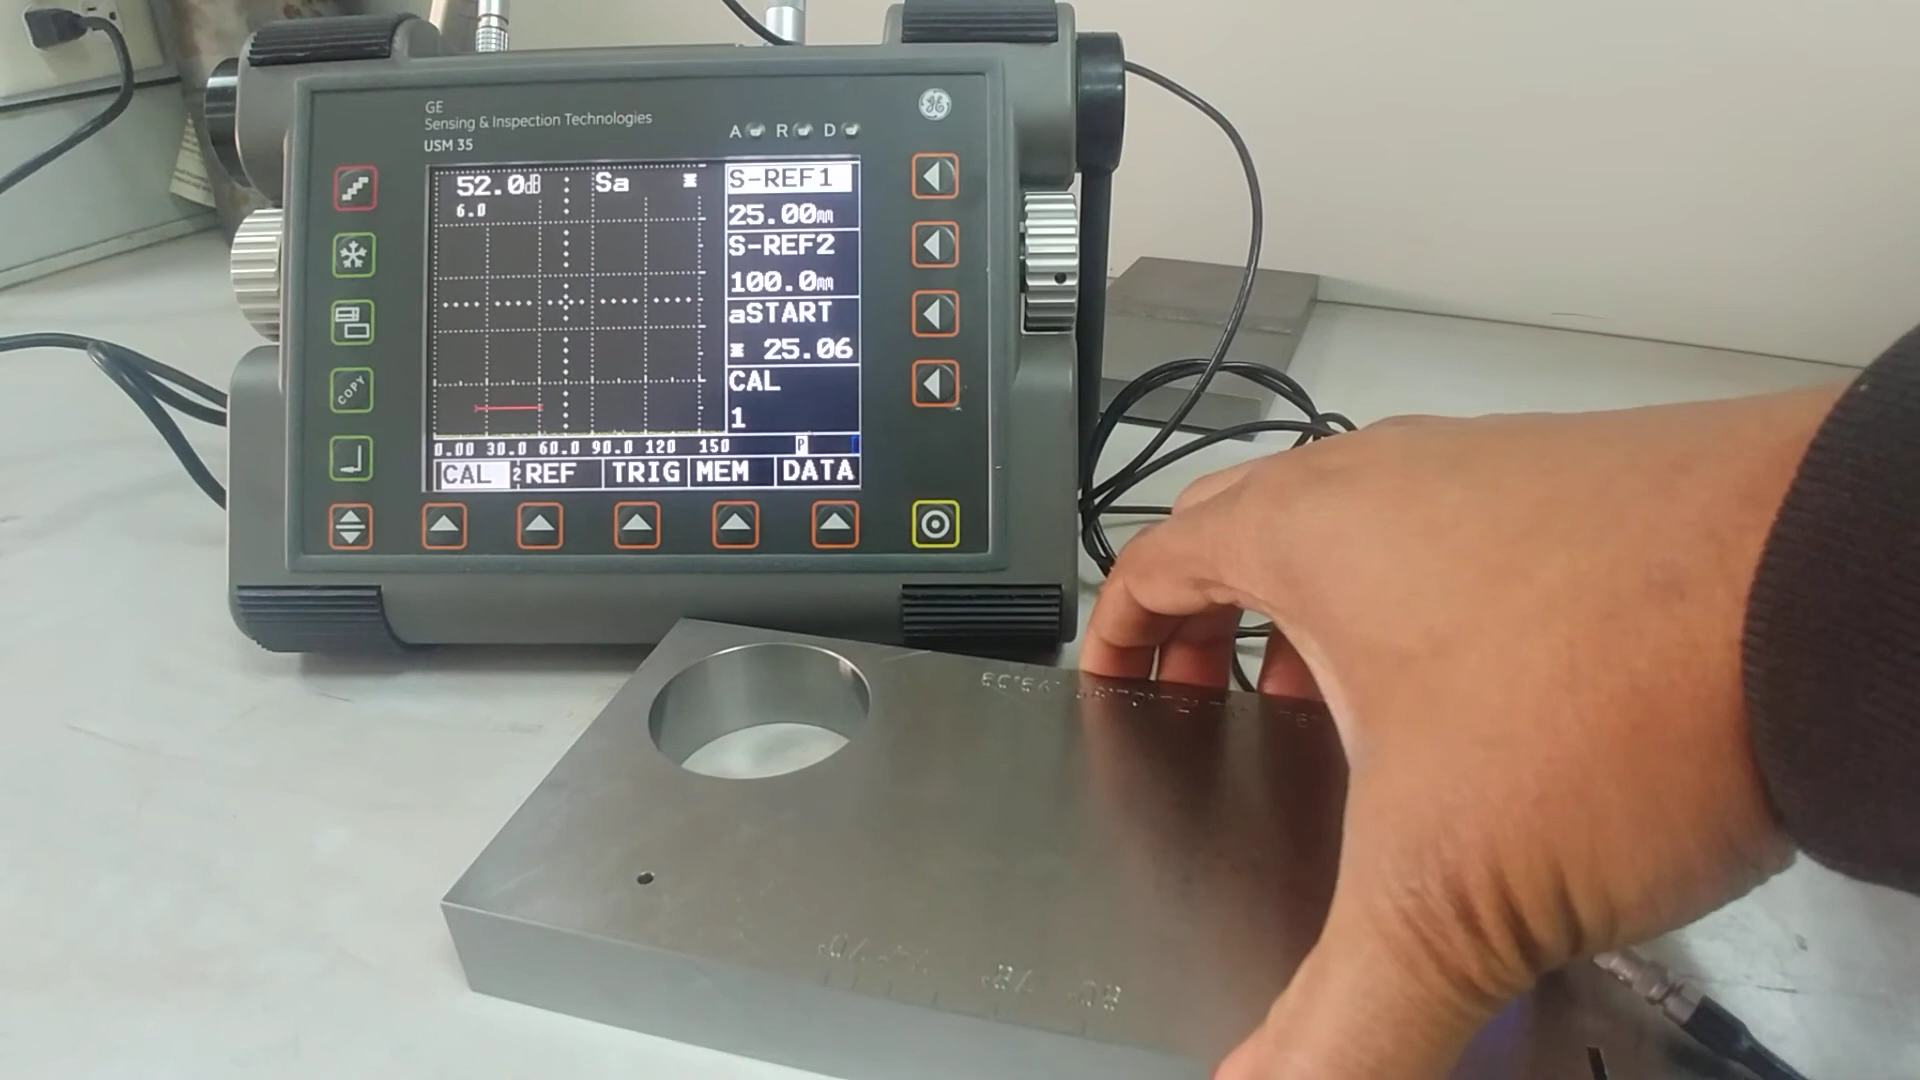 GE
Sensing & Inspection Technologies
USM 35
A R D
52.0dB Sa
6.0
S-REF1
25.00mm
S-REF2
100.0mm
aSTART
25.06
CAL
1
0.00 30.0 60.0 90.0 120 150 P
CAL 2 REF TRIG MEM DATA
COPY